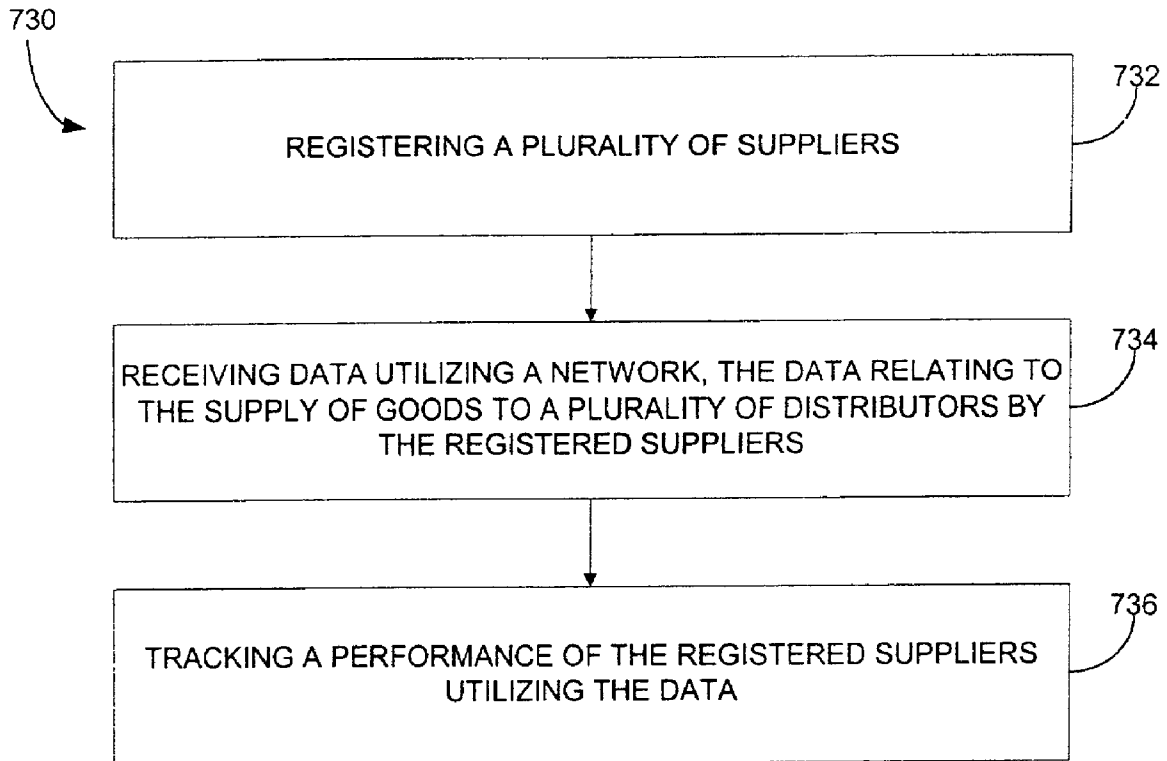 730
732
REGISTERING A PLURALITY OF SUPPLIERS
734
RECEIVING DATA UTILIZING A NETWORK, THE DATA RELATING TO
THE SUPPLY OF GOODS TO A PLURALITY OF DISTRIBUTORS BY
THE REGISTERED SUPPLIERS
736
TRACKING A PERFORMANCE OF THE REGISTERED SUPPLIERS
UTILIZING THE DATA